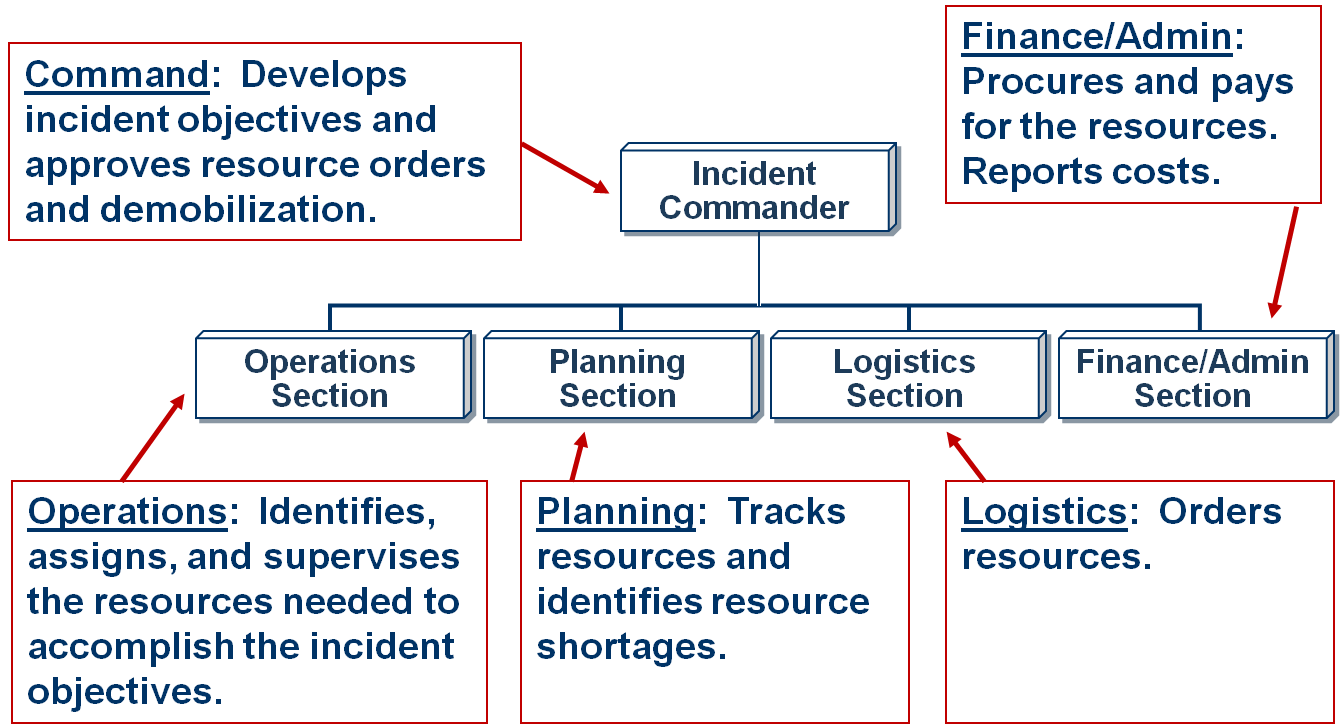 Command:  Develops
incident objectives and
approves resource orders
and demobilization.
Finance/Admin:
Procures and pays
for the resources.
Reports costs.
Incident
Commander
Operations
Section
Planning
Section
Logistics
Section
Finance/Admin
Section
Operations:  Identifies,
assigns, and supervises
the resources needed to
accomplish the incident
objectives.
Planning:  Tracks
resources and
identifies resource
shortages.
Logistics:  Orders
resources.